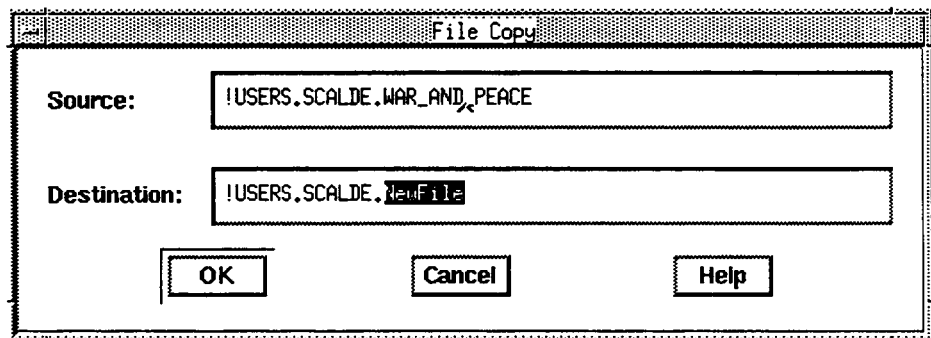 File Copy
Source: !USERS.SCALDE.WAR_AND_PEACE
Destination: !USERS.SCALDE.NewFile
OK Cancel Help